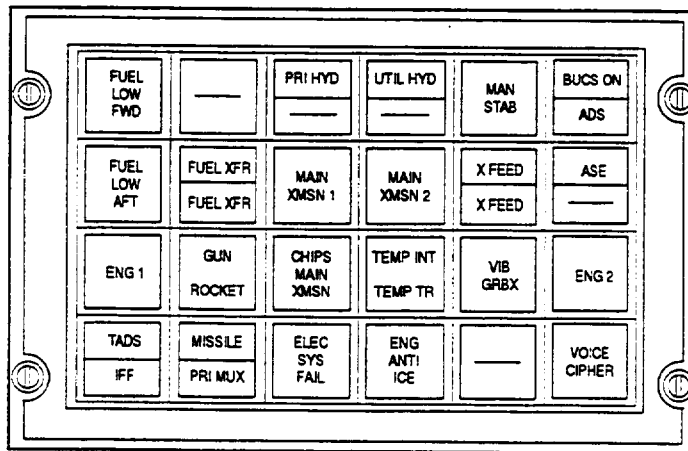 FUEL
LOW
FWD
PRI HYD
UTIL HYD
MAN
STAB
BUCS ON
ADS
FUEL
LOW
AFT
FUEL XFR
FUEL XFR
MAIN
XMSN 1
MAIN
XMSN 2
X FEED
X FEED
ASE
ENG 1
GUN
ROCKET
CHIPS
MAIN
XMSN
TEMP INT
TEMP TR
VIB
GRBX
ENG 2
TADS
IFF
MISSILE
PRI MUX
ELEC
SYS
FAIL
ENG
ANTI
ICE
VOICE
CIPHER